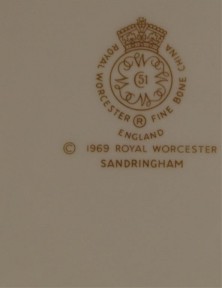 ROYAL WORCESTER ® FINE BONE CHINA
51
ENGLAND
© 1969 ROYAL WORCESTER
SANDRINGHAM